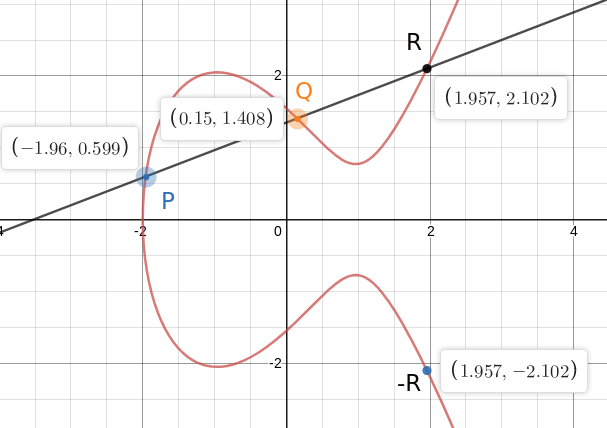 R
2
Q
(1.957, 2.102)
(0.15, 1.408)
(−1.96, 0.599)
P
4
-2
0
2
4
-2
-R
(1.957, −2.102)